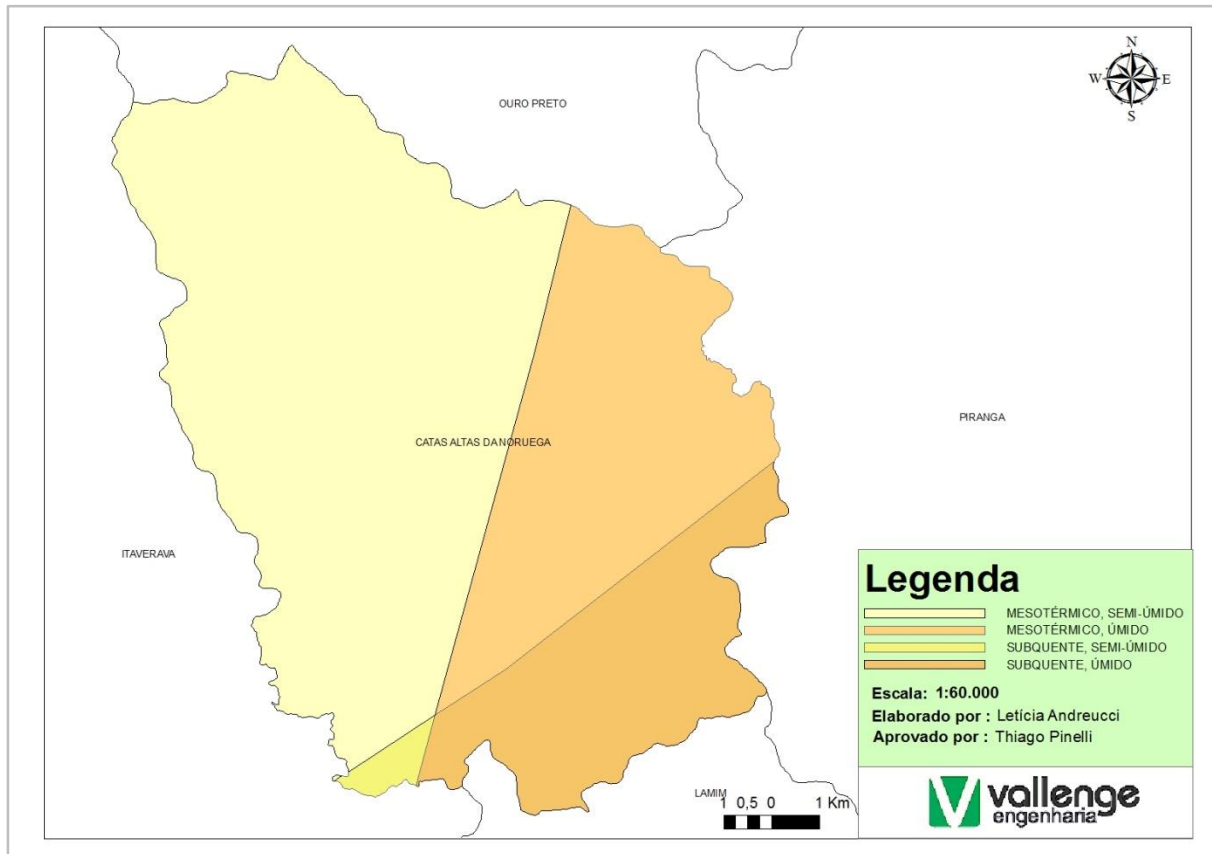 N
W E
S
OURO PRETO
CATAS ALTAS DA NORUEGA
PIRANGA
ITAVERAVA
LAMIM
1 0,5 0 1 Km
Legenda
MESOTÉRMICO, SEMI-ÚMIDO
MESOTÉRMICO, ÚMIDO
SUBQUENTE, SEMI-ÚMIDO
SUBQUENTE, ÚMIDO
Escala: 1:60.000
Elaborado por : Letícia Andreucci
Aprovado por : Thiago Pinelli
vallenge
engenharia